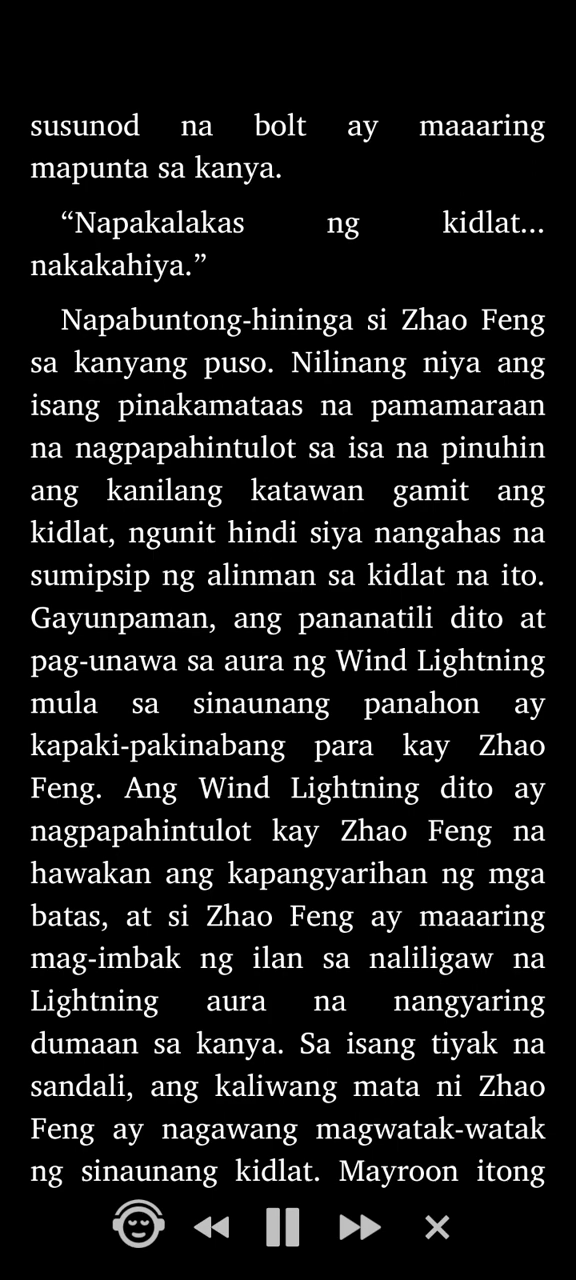 susunod na bolt ay maaaring
mapunta sa kanya.
“Napakalakas ng kidlat...
nakakahiya.”
Napabuntong-hininga si Zhao Feng
sa kanyang puso. Nilinang niya ang
isang pinakamataas na pamamaraan
na nagpapahintulot sa isa na pinuhin
ang kanilang katawan gamit ang
kidlat, ngunit hindi siya nangahas na
sumipsip ng alinman sa kidlat na ito.
Gayunpaman, ang pananatili dito at
pag-unawa sa aura ng Wind Lightning
mula sa sinaunang panahon ay
kapaki-pakinabang para kay Zhao
Feng. Ang Wind Lightning dito ay
nagpapahintulot kay Zhao Feng na
hawakan ang kapangyarihan ng mga
batas, at si Zhao Feng ay maaaring
mag-imbak ng ilan sa naliligaw na
Lightning aura na nangyaring
dumaan sa kanya. Sa isang tiyak na
sandali, ang kaliwang mata ni Zhao
Feng ay nagawang magwatak-watak
ng sinaunang kidlat. Mayroon itong